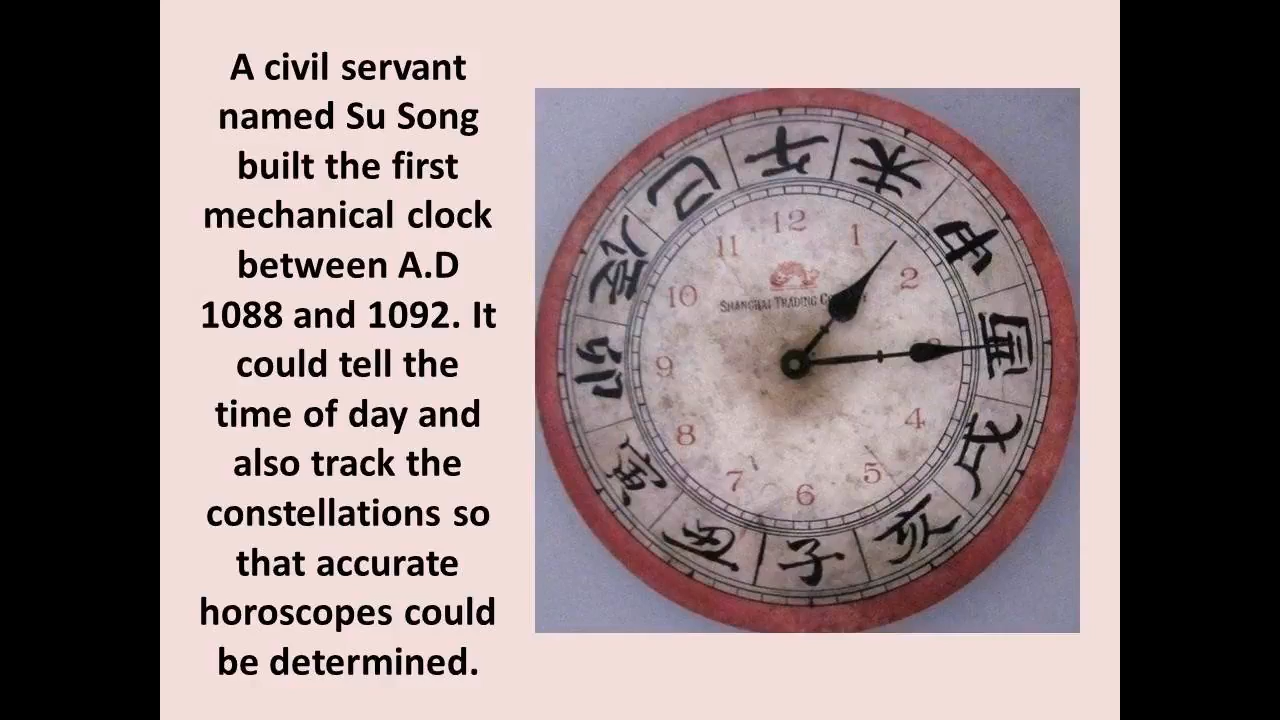 A civil servant
named Su Song
built the first
mechanical clock
between A.D
1088 and 1092. It
could tell the
time of day and
also track the
constellations so
that accurate
horoscopes could
be determined.
午
未
申
酉
戌
亥
子
丑
寅
卯
辰
巳
12
1
2
4
5
6
7
8
9
10
11
SHANGHAI TRADING